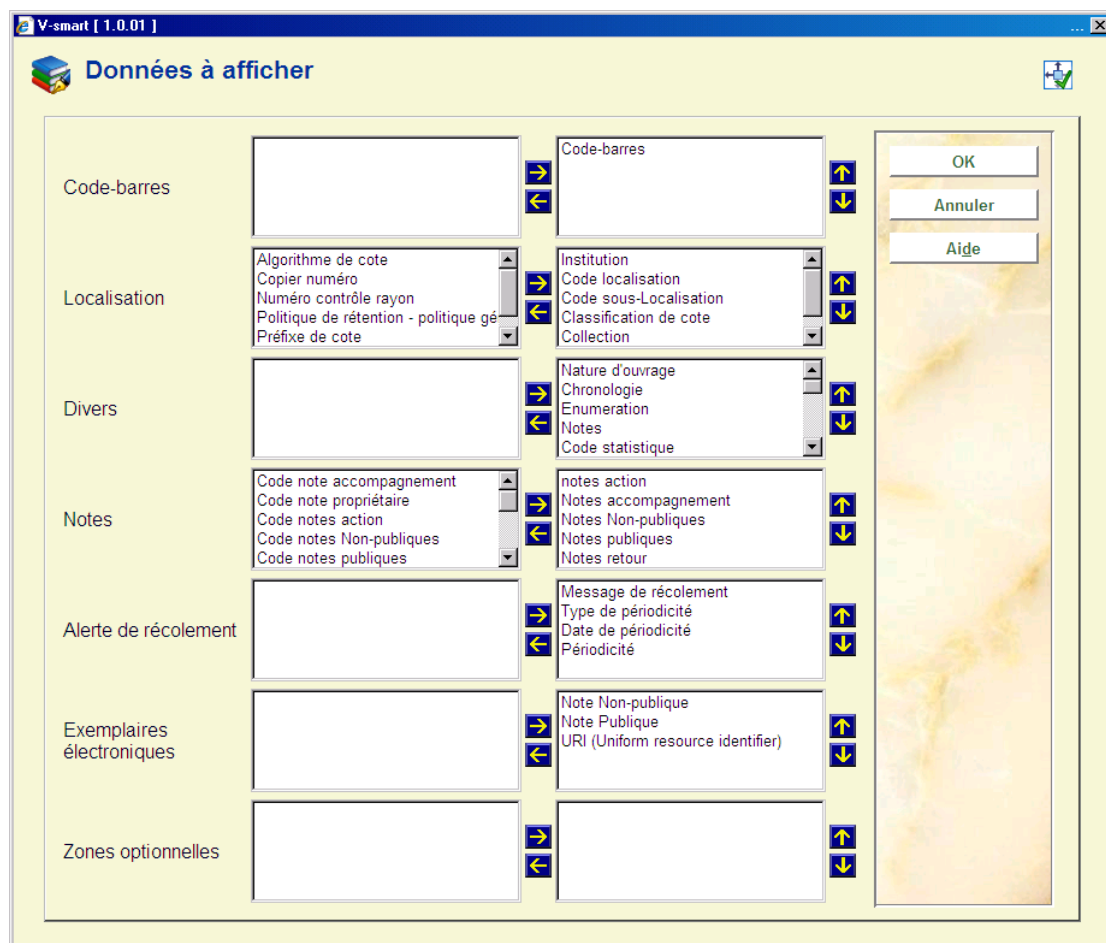 V-smart [ 1.0.01 ]
...
Données à afficher
Code-barres
Code-barres
OK
Annuler
Aide
Localisation
Algorithme de cote
Copier numéro
Numéro contrôle rayon
Politique de rétention - politique gé
Préfixe de cote
Institution
Code localisation
Code sous-Localisation
Classification de cote
Collection
Divers
Nature d'ouvrage
Chronologie
Enumeration
Notes
Code statistique
Notes
Code note accompagnement
Code note propriétaire
Code notes action
Code notes Non-publiques
Code notes publiques
notes action
Notes accompagnement
Notes Non-publiques
Notes publiques
Notes retour
Alerte de récolement
Message de récolement
Type de périodicité
Date de périodicité
Périodicité
Exemplaires
électroniques
Note Non-publique
Note Publique
URI (Uniform resource identifier)
Zones optionnelles